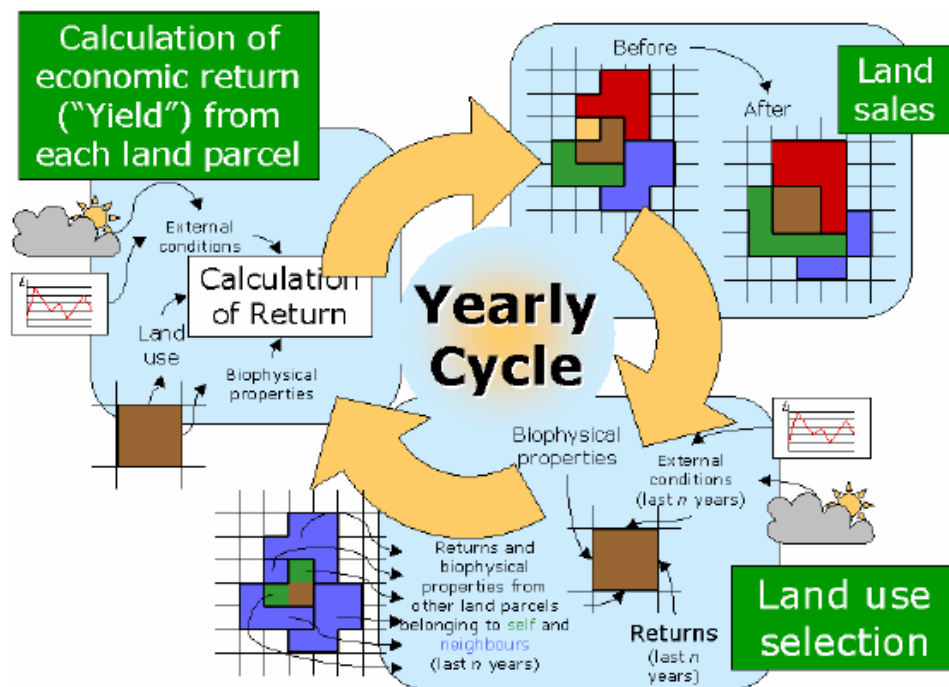 Calculation of
economic return
("Yield") from
each land parcel
External
conditions
Calculation
of Return
Land
use
Biophysical
properties
Before
After
Land
sales
Yearly
Cycle
Biophysical
properties
External
conditions
(last n years)
Returns and
biophysical
properties from
other land parcels
belonging to self and
neighbours
(last n years)
Returns
(last n
years)
Land use
selection